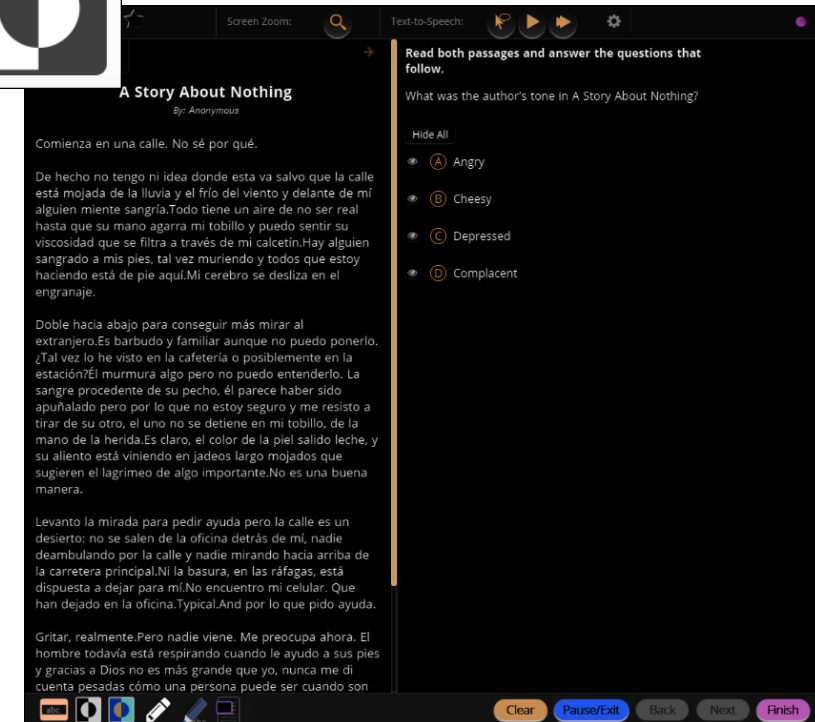 Screen Zoom:
Text-to-Speech:
A Story About Nothing
By: Anonymous
Comienza en una calle. No sé por qué.
De hecho no tengo ni idea donde esta va salvo que la calle
está mojada de la lluvia y el frío del viento y delante de mí
alguien miente sangría.Todo tiene un aire de no ser real
hasta que su mano agarra mi tobillo y puedo sentir su
viscosidad que se filtra a través de mi calcetín.Hay alguien
sangrado a mis pies, tal vez muriendo y todos que estoy
haciendo está de pie aquí.Mi cerebro se desliza en el
engranaje.
Doble hacia abajo para conseguir más mirar al
extranjero.Es barbudo y familiar aunque no puedo ponerlo.
¿Tal vez lo he visto en la cafetería o posiblemente en la
estación?Él murmura algo pero no puedo entenderlo. La
sangre procedente de su pecho, él parece haber sido
apuñalado pero por lo que no estoy seguro y me resisto a
tirar de su otro, el uno no se detiene en mi tobillo, de la
mano de la herida.Es claro, el color de la piel salido leche, y
su aliento está viniendo en jadeos largo mojados que
sugieren el lagrimeo de algo importante.No es una buena
manera.
Levanto la mirada para pedir ayuda pero la calle es un
desierto: no se salen de la oficina detrás de mí, nadie
deambulando por la calle y nadie mirando hacia arriba de
la carretera principal.Ni la basura, en las ráfagas, está
dispuesta a dejar para mí.No encuentro mi celular. Que
han dejado en la oficina.Typical.And por lo que pido ayuda.
Gritar, realmente.Pero nadie viene. Me preocupa ahora. El
hombre todavía está respirando cuando le ayudo a sus pies
y gracias a Dios no es más grande que yo, nunca me di
cuenta pesadas cómo una persona puede ser cuando son
Read both passages and answer the questions that
follow.
What was the author's tone in A Story About Nothing?
Hide All
A Angry
B Cheesy
C Depressed
D Complacent
abc
Clear
Pause/Exit
Back
Next
Finish